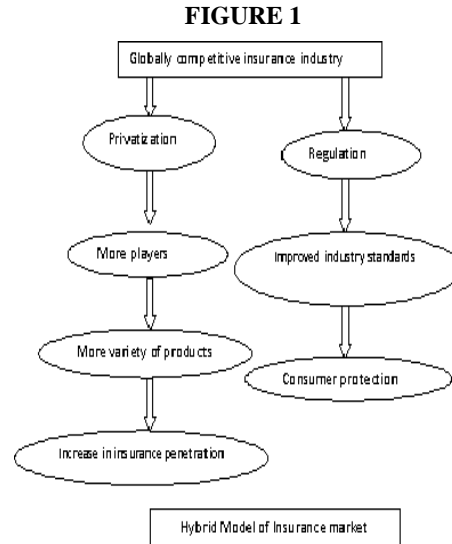 FIGURE 1
Globally competitive insurance industry
Privatization
Regulation
More players
Improved industry standards
More variety of products
Consumer protection
Increase in insurance penetration
Hybrid Model of Insurance market